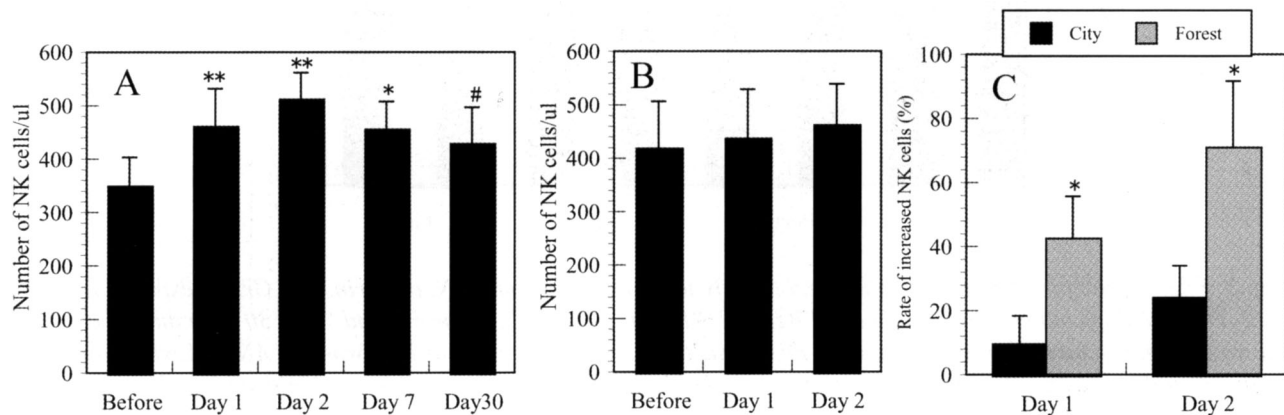 A
Number of NK cells/ul
600
500
400
300
200
100
0
**
**
*
#
Before Day 1 Day 2 Day 7 Day30
B
Number of NK cells/ul
600
500
400
300
200
100
0
Before Day 1 Day 2
City Forest
C
Rate of increased NK cells (%)
100
80
60
40
20
0
*
*
Day 1 Day 2